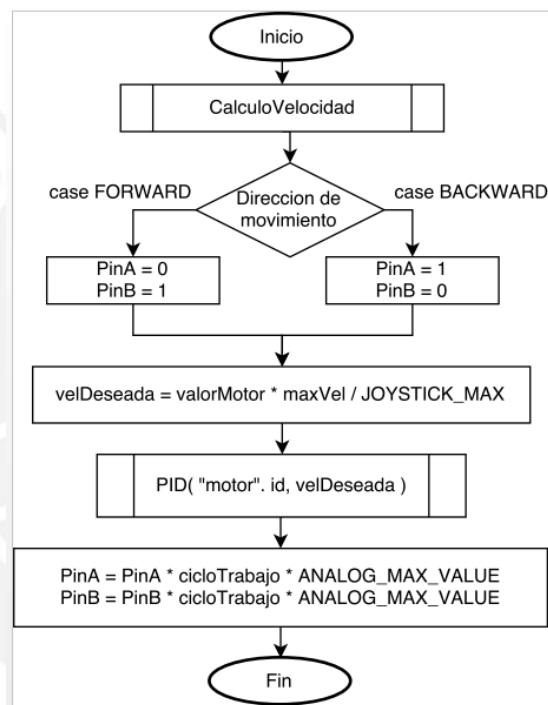 Inicio
CalculoVelocidad
case FORWARD
Direccion de
movimiento
case BACKWARD
PinA = 0
PinB = 1
PinA = 1
PinB = 0
velDeseada = valorMotor * maxVel / JOYSTICK_MAX
PID( "motor". id, velDeseada )
PinA = PinA * cicloTrabajo * ANALOG_MAX_VALUE
PinB = PinB * cicloTrabajo * ANALOG_MAX_VALUE
Fin